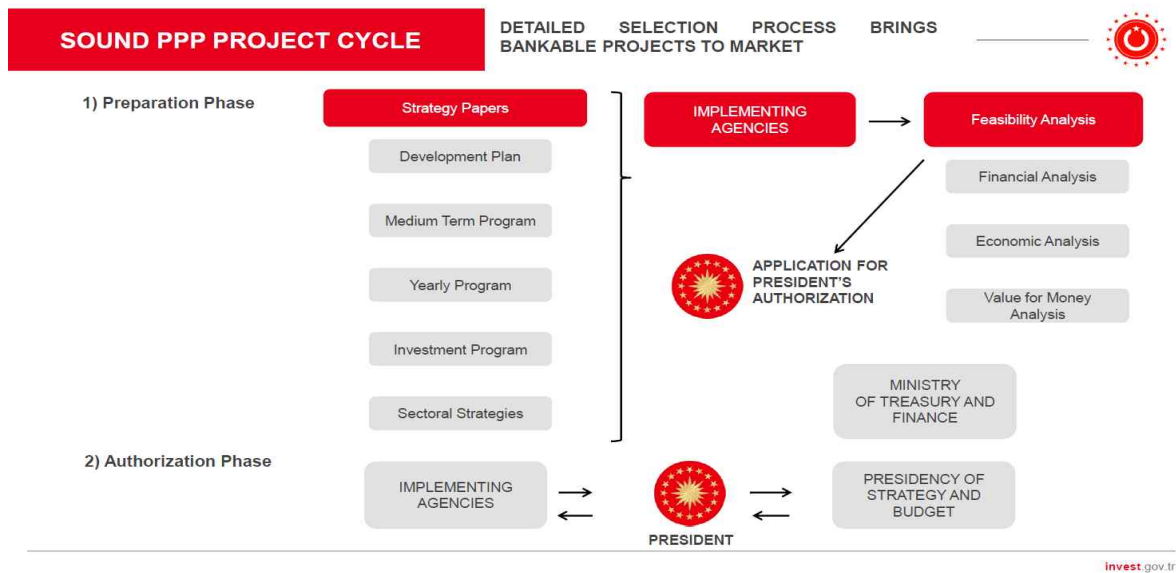 SOUND PPP PROJECT CYCLE
DETAILED SELECTION PROCESS BRINGS
BANKABLE PROJECTS TO MARKET
1) Preparation Phase
Strategy Papers
Development Plan
Medium Term Program
Yearly Program
Investment Program
Sectoral Strategies
IMPLEMENTING
AGENCIES
Feasibility Analysis
Financial Analysis
Economic Analysis
Value for Money
Analysis
APPLICATION FOR
PRESIDENT'S
AUTHORIZATION
MINISTRY
OF TREASURY AND
FINANCE
2) Authorization Phase
IMPLEMENTING
AGENCIES
PRESIDENT
PRESIDENCY OF
STRATEGY AND
BUDGET
invest.gov.tr